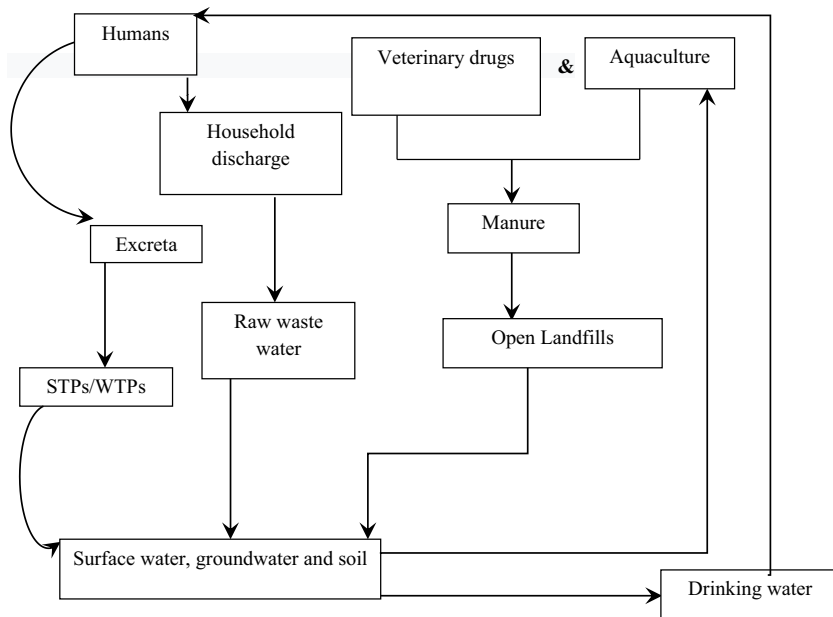 Humans
Veterinary drugs
&
Aquaculture
Household
discharge
Manure
Excreta
Raw waste
water
Open Landfills
STPs/WTPs
Surface water, groundwater and soil
Drinking water